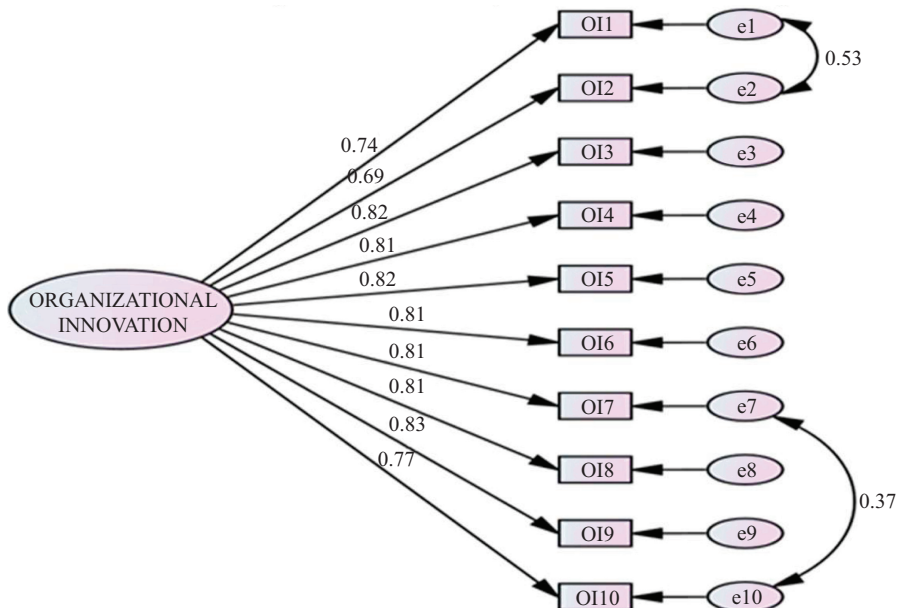 OI1
e1
0.53
OI2
e2
0.74
OI3
e3
0.69
0.82
OI4
e4
0.81
0.82
OI5
e5
ORGANIZATIONAL
INNOVATION
0.81
OI6
e6
0.81
0.81
OI7
e7
0.83
0.77
OI8
e8
0.37
OI9
e9
OI10
e10